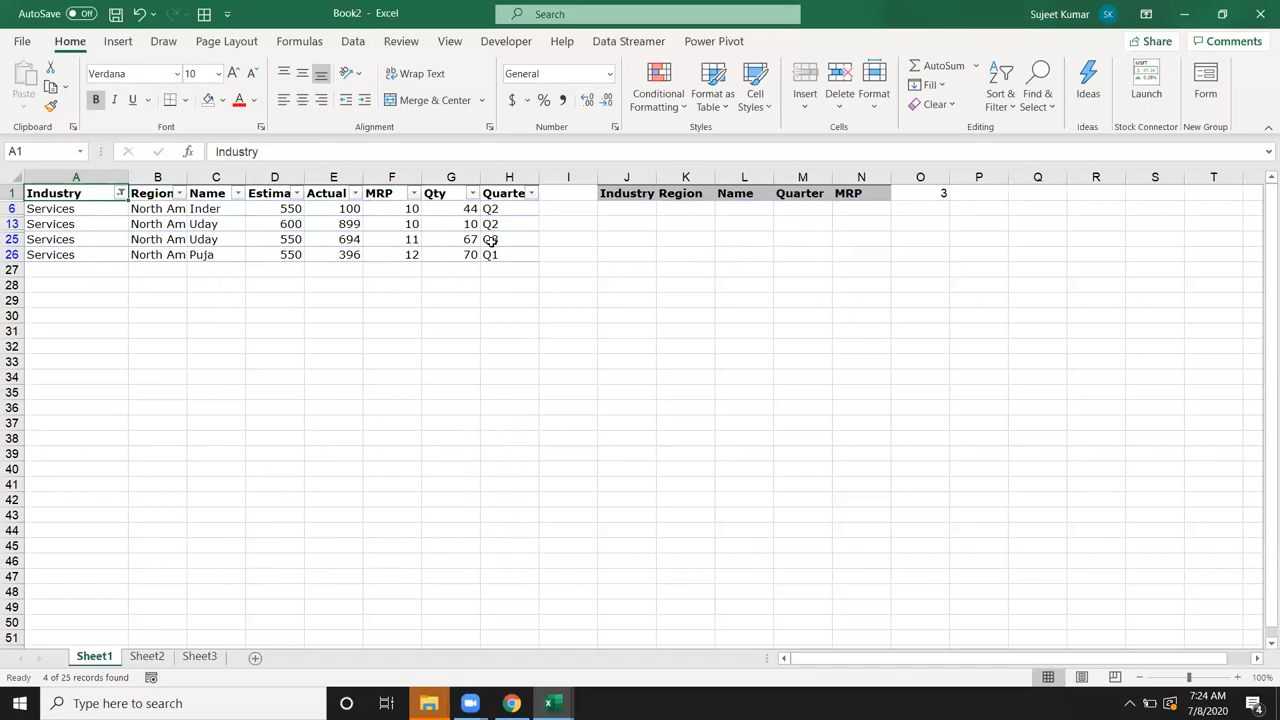 AutoSave Off Book2 - Excel Search Sujeet Kumar SK
File Home Insert Draw Page Layout Formulas Data Review View Developer Help Data Streamer Power Pivot Share Comments
Paste Verdana 10 Wrap Text General Conditional Formatting Format as Table Cell Styles Insert Delete Format AutoSum Fill Clear Sort & Filter Find & Select Ideas Launch Form
B I U Merge & Center $ %
Clipboard Font Alignment Number Styles Cells Editing Ideas Stock Connector New Group
A1 fx Industry
A B C D E F G H I J K L M N O P Q R S T
1 Industry Region Name Estima Actual MRP Qty Quarte Industry Region Name Quarter MRP 3
6 Services North Am Inder 550 100 10 44 Q2
13 Services North Am Uday 600 899 10 10 Q2
25 Services North Am Uday 550 694 11 67
26 Services North Am Puja 550 396 12 70 Q1
27
28
29
30
31
32
33
34
35
36
37
38
39
40
41
42
43
44
45
46
47
48
49
50
51
Sheet1 Sheet2 Sheet3
Ready 4 of 25 records found 100%
Type here to search 7:24 AM
7/8/2020